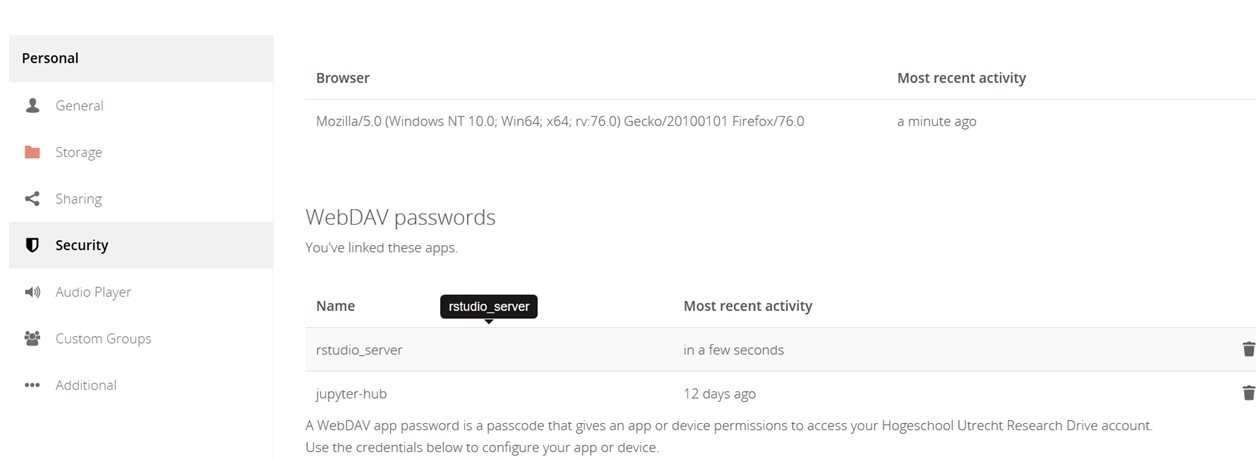 Personal
General
Storage
Sharing
Security
Audio Player
Custom Groups
Additional
Browser Most recent activity
Mozilla/5.0 (Windows NT 10.0; Win64; x64; rv:76.0) Gecko/20100101 Firefox/76.0 a minute ago
WebDAV passwords
You've linked these apps.
rstudio_server
Name Most recent activity
rstudio_server in a few seconds
jupyter-hub 12 days ago
A WebDAV app password is a passcode that gives an app or device permissions to access your Hogeschool Utrecht Research Drive account.
Use the credentials below to configure your app or device.